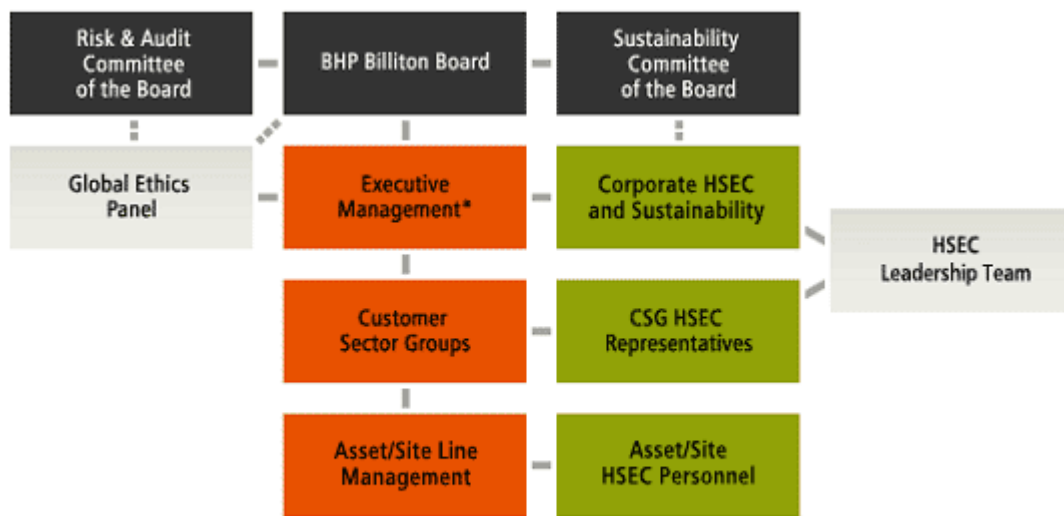 Risk & Audit
Committee
of the Board
BHP Billiton Board
Sustainability
Committee
of the Board
Global Ethics
Panel
Executive
Management*
Corporate HSEC
and Sustainability
HSEC
Leadership Team
Customer
Sector Groups
CSG HSEC
Representatives
Asset/Site Line
Management
Asset/Site
HSEC Personnel